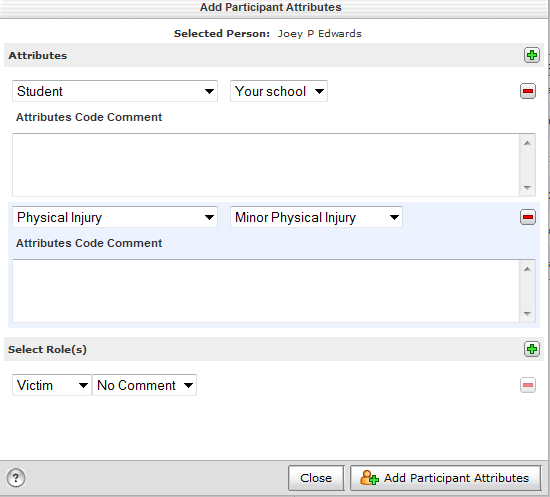 Add Participant Attributes
Selected Person: Joey P Edwards
Attributes
Student Your school
Attributes Code Comment
Physical Injury Minor Physical Injury
Attributes Code Comment
Select Role(s)
Victim No Comment
? Close Add Participant Attributes